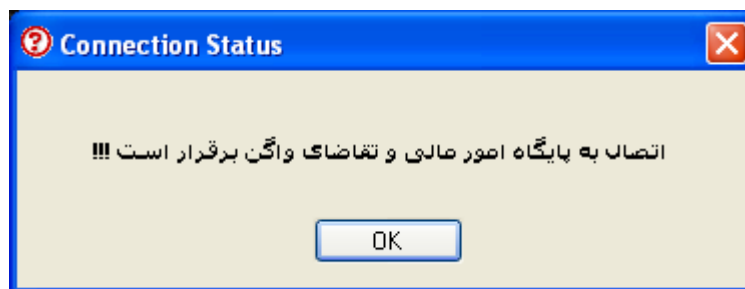 Connection Status
اتصال به پایگاه امور مالی و تقاضای واگن برقرار است !!!
OK